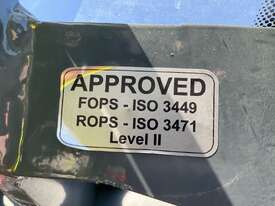 APPROVED
FOPS - ISO 3449
ROPS - ISO 3471
Level II